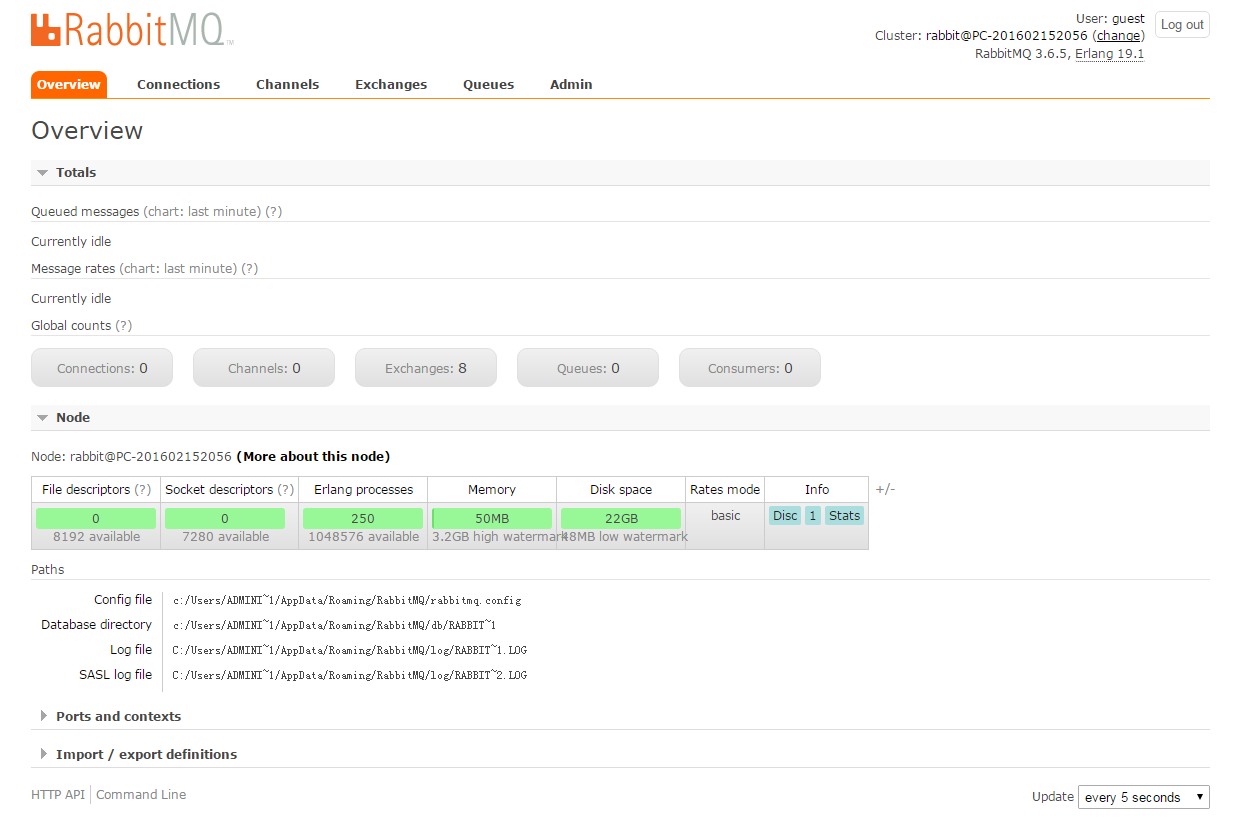 RabbitMQ™
User: guest
Cluster: rabbit@PC-201602152056 (change)
RabbitMQ 3.6.5, Erlang 19.1
Log out
Overview Connections Channels Exchanges Queues Admin
Overview
Totals
Queued messages (chart: last minute) (?)
Currently idle
Message rates (chart: last minute) (?)
Currently idle
Global counts (?)
Connections: 0 Channels: 0 Exchanges: 8 Queues: 0 Consumers: 0
Node
Node: rabbit@PC-201602152056 (More about this node)
File descriptors (?) Socket descriptors (?) Erlang processes Memory Disk space Rates mode Info +/-
0 0 250 50MB 22GB basic Disc 1 Stats
8192 available 7280 available 1048576 available 3.2GB high watermark 48MB low watermark
Paths
Config file c:/Users/ADMINI~1/AppData/Roaming/RabbitMQ/rabbitmq.config
Database directory c:/Users/ADMINI~1/AppData/Roaming/RabbitMQ/db/RABBIT~1
Log file C:/Users/ADMINI~1/AppData/Roaming/RabbitMQ/log/RABBIT~1.LOG
SASL log file C:/Users/ADMINI~1/AppData/Roaming/RabbitMQ/log/RABBIT~2.LOG
Ports and contexts
Import / export definitions
HTTP API Command Line
Update every 5 seconds